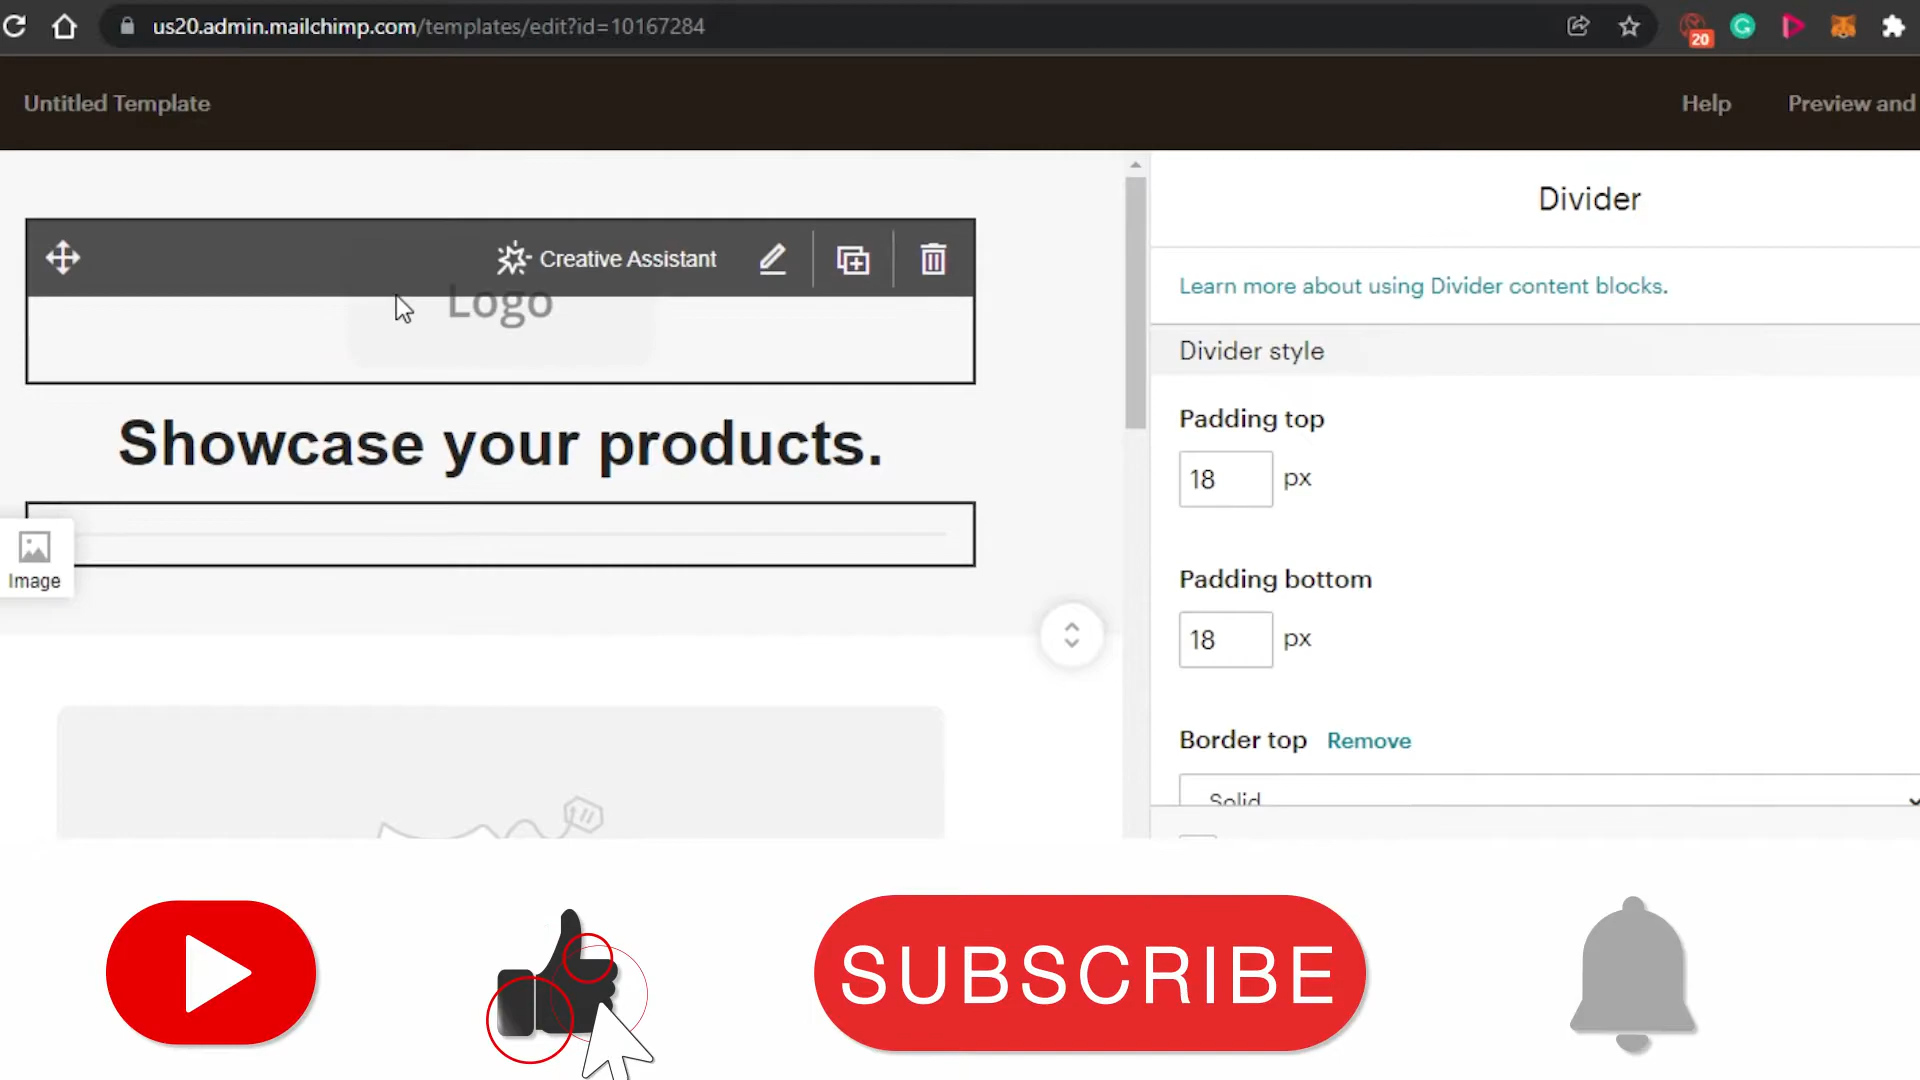 us20.admin.mailchimp.com/templates/edit?id=10167284
20
Untitled Template
Help
Preview and
Creative Assistant
Logo
Showcase your products.
Image
Divider
Learn more about using Divider content blocks.
Divider style
Padding top
18 px
Padding bottom
18 px
Border top Remove
Solid
SUBSCRIBE